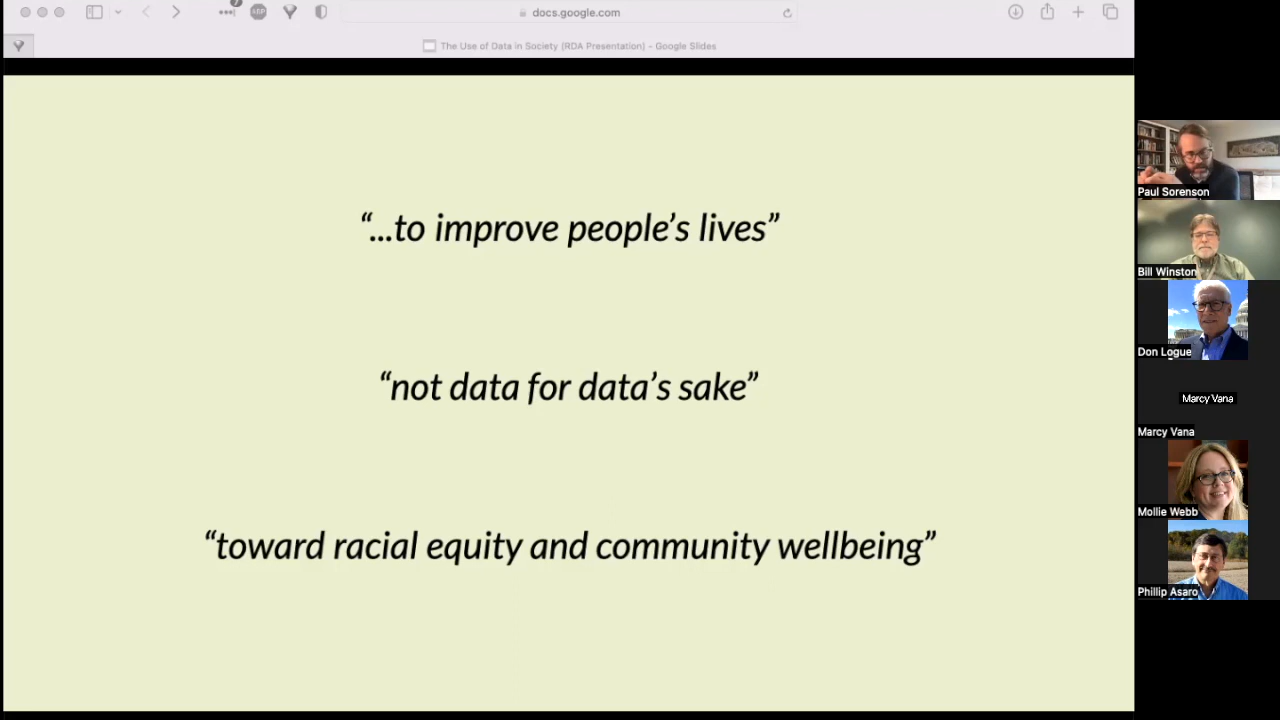 7
ABP
docs.google.com
The Use of Data in Society (RDA Presentation) - Google Slides
“...to improve people’s lives”
“not data for data’s sake”
“toward racial equity and community wellbeing”
Paul Sorenson
Bill Winston
Don Logue
Marcy Vana
Marcy Vana
Mollie Webb
Phillip Asaro